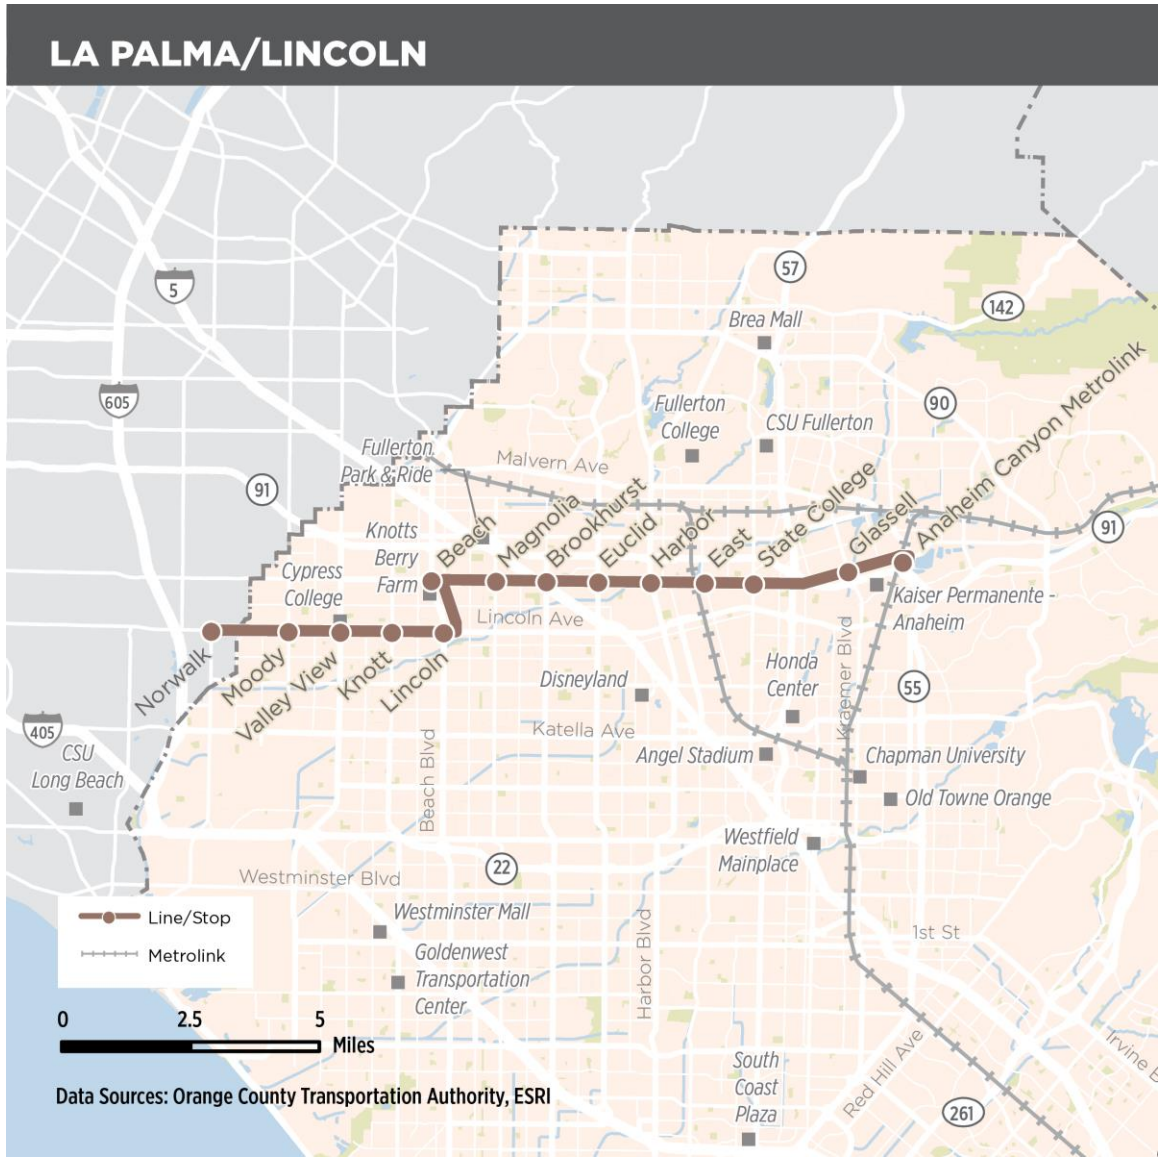 LA PALMA/LINCOLN
57
5
142
Brea Mall
605
90
Fullerton
College
CSU Fullerton
Fullerton
Park & Ride
Malvern Ave
91
91
Knotts
Berry
Farm
Cypress
College
Beach
Magnolia
Brookhurst
Euclid
Harbor
East
State College
Glassell
Anaheim Canyon Metrolink
Kaiser Permanente -
Anaheim
Lincoln Ave
Norwalk
Moody
Valley View
Knott
Lincoln
Disneyland
Honda
Center
Kraemer Blvd
55
405
CSU
Long Beach
Katella Ave
Beach Blvd
Angel Stadium
Chapman University
Old Towne Orange
Westfield
Mainplace
22
Westminster Blvd
Westminster Mall
Goldenwest
Transportation
Center
Harbor Blvd
1st St
Line/Stop
Metrolink
0 2.5 5
Miles
South
Coast
Plaza
Red Hill Ave
Irvine B
261
Data Sources: Orange County Transportation Authority, ESRI